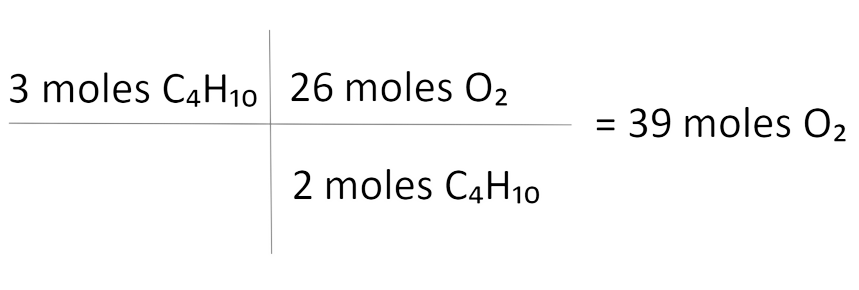 3 moles C₄H₁₀ 26 moles O₂
= 39 moles O₂
2 moles C₄H₁₀